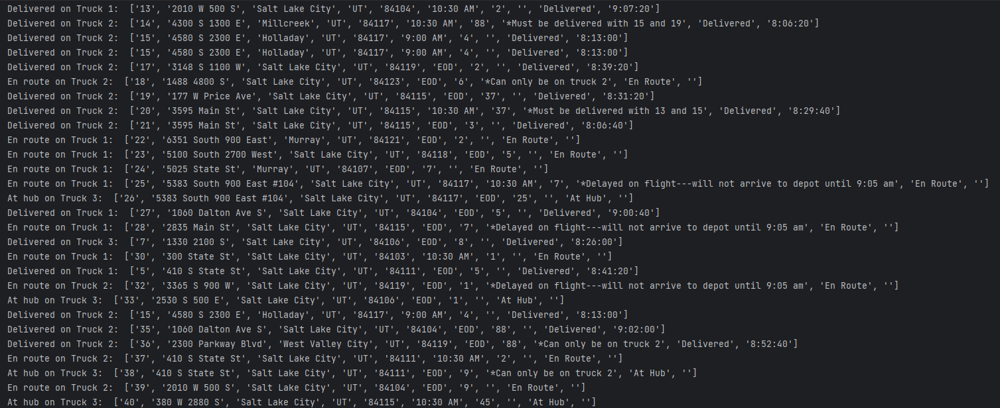 Delivered on Truck 1:  ['13', '2010 W 500 S', 'Salt Lake City', 'UT', '84104', '10:30 AM', '2', '', 'Delivered', '9:07:20']
Delivered on Truck 2:  ['14', '4300 S 1300 E', 'Millcreek', 'UT', '84117', '10:30 AM', '88', '*Must be delivered with 15 and 19', 'Delivered', '8:06:20']
Delivered on Truck 2:  ['15', '4580 S 2300 E', 'Holladay', 'UT', '84117', '9:00 AM', '4', '', 'Delivered', '8:13:00']
Delivered on Truck 2:  ['15', '4580 S 2300 E', 'Holladay', 'UT', '84117', '9:00 AM', '4', '', 'Delivered', '8:13:00']
Delivered on Truck 2:  ['17', '3148 S 1100 W', 'Salt Lake City', 'UT', '84119', 'EOD', '2', '', 'Delivered', '8:39:20']
En route on Truck 2:  ['18', '1488 4800 S', 'Salt Lake City', 'UT', '84123', 'EOD', '6', '*Can only be on truck 2', 'En Route', '']
Delivered on Truck 2:  ['19', '177 W Price Ave', 'Salt Lake City', 'UT', '84115', 'EOD', '37', '', 'Delivered', '8:31:20']
Delivered on Truck 2:  ['20', '3595 Main St', 'Salt Lake City', 'UT', '84115', '10:30 AM', '37', '*Must be delivered with 13 and 15', 'Delivered', '8:29:40']
Delivered on Truck 2:  ['21', '3595 Main St', 'Salt Lake City', 'UT', '84115', 'EOD', '3', '', 'Delivered', '8:06:40']
En route on Truck 1:  ['22', '6351 South 900 East', 'Murray', 'UT', '84121', 'EOD', '2', '', 'En Route', '']
En route on Truck 1:  ['23', '5100 South 2700 West', 'Salt Lake City', 'UT', '84118', 'EOD', '5', '', 'En Route', '']
En route on Truck 1:  ['24', '5025 State St', 'Murray', 'UT', '84107', 'EOD', '7', '', 'En Route', '']
En route on Truck 1:  ['25', '5383 South 900 East #104', 'Salt Lake City', 'UT', '84117', '10:30 AM', '7', '*Delayed on flight---will not arrive to depot until 9:05 am', 'En Route', '']
At hub on Truck 3:  ['26', '5383 South 900 East #104', 'Salt Lake City', 'UT', '84117', 'EOD', '25', '', 'At Hub', '']
Delivered on Truck 1:  ['27', '1060 Dalton Ave S', 'Salt Lake City', 'UT', '84104', 'EOD', '5', '', 'Delivered', '9:00:40']
En route on Truck 1:  ['28', '2835 Main St', 'Salt Lake City', 'UT', '84115', 'EOD', '7', '*Delayed on flight---will not arrive to depot until 9:05 am', 'En Route', '']
Delivered on Truck 3:  ['7', '1330 2100 S', 'Salt Lake City', 'UT', '84106', 'EOD', '8', '', 'Delivered', '8:26:00']
En route on Truck 1:  ['30', '300 State St', 'Salt Lake City', 'UT', '84103', '10:30 AM', '1', '', 'En Route', '']
Delivered on Truck 1:  ['5', '410 S State St', 'Salt Lake City', 'UT', '84111', 'EOD', '5', '', 'Delivered', '8:41:20']
En route on Truck 2:  ['32', '3365 S 900 W', 'Salt Lake City', 'UT', '84119', 'EOD', '1', '*Delayed on flight---will not arrive to depot until 9:05 am', 'En Route', '']
At hub on Truck 3:  ['33', '2530 S 500 E', 'Salt Lake City', 'UT', '84106', 'EOD', '1', '', 'At Hub', '']
Delivered on Truck 2:  ['15', '4580 S 2300 E', 'Holladay', 'UT', '84117', '9:00 AM', '4', '', 'Delivered', '8:13:00']
Delivered on Truck 2:  ['35', '1060 Dalton Ave S', 'Salt Lake City', 'UT', '84104', 'EOD', '88', '', 'Delivered', '9:02:00']
Delivered on Truck 2:  ['36', '2300 Parkway Blvd', 'West Valley City', 'UT', '84119', 'EOD', '88', '*Can only be on truck 2', 'Delivered', '8:52:40']
En route on Truck 2:  ['37', '410 S State St', 'Salt Lake City', 'UT', '84111', '10:30 AM', '2', '', 'En Route', '']
At hub on Truck 3:  ['38', '410 S State St', 'Salt Lake City', 'UT', '84111', 'EOD', '9', '*Can only be on truck 2', 'At Hub', '']
En route on Truck 2:  ['39', '2010 W 500 S', 'Salt Lake City', 'UT', '84104', 'EOD', '9', '', 'En Route', '']
At hub on Truck 3:  ['40', '380 W 2880 S', 'Salt Lake City', 'UT', '84115', '10:30 AM', '45', '', 'At Hub', '']